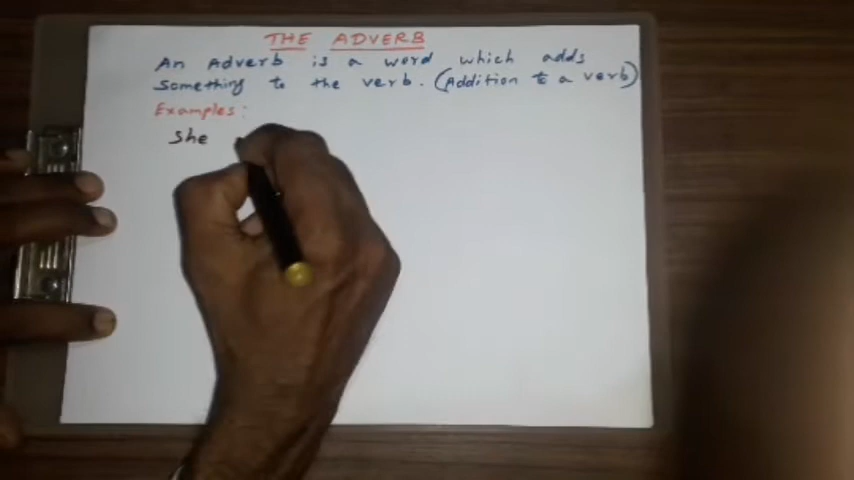 THE ADVERB
An Adverb is a word which adds
Something to the verb. (Addition to a verb)
Examples:
She